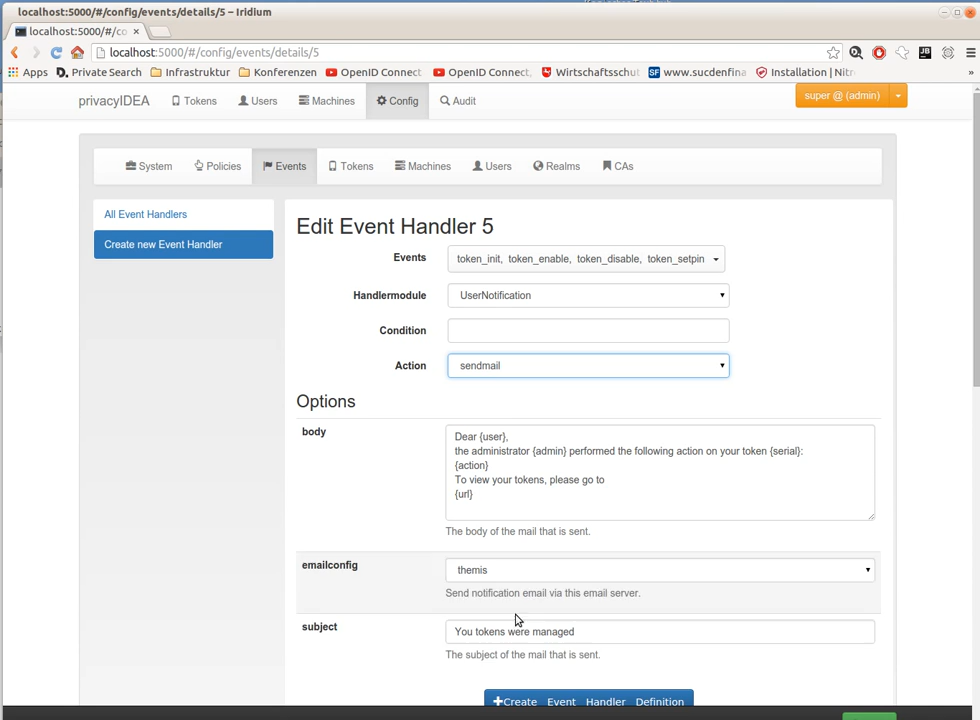 localhost:5000/#/config/events/details/5 – Iridium
localhost:5000/#/co
localhost:5000/#/config/events/details/5
Apps Private Search Infrastruktur Konferenzen OpenID Connect OpenID Connect, Wirtschaftsschut www.sucdenfina Installation | Nitr »
privacyIDEA Tokens Users Machines Config Audit super @ (admin)
System Policies Events Tokens Machines Users Realms CAs
All Event Handlers
Create new Event Handler
Edit Event Handler 5
Events token_init, token_enable, token_disable, token_setpin
Handlermodule UserNotification
Condition
Action sendmail
Options
body
Dear {user},
the administrator {admin} performed the following action on your token {serial}:
{action}
To view your tokens, please go to
{url}
The body of the mail that is sent.
emailconfig themis
Send notification email via this email server.
subject You tokens were managed
The subject of the mail that is sent.
+Create Event Handler Definition